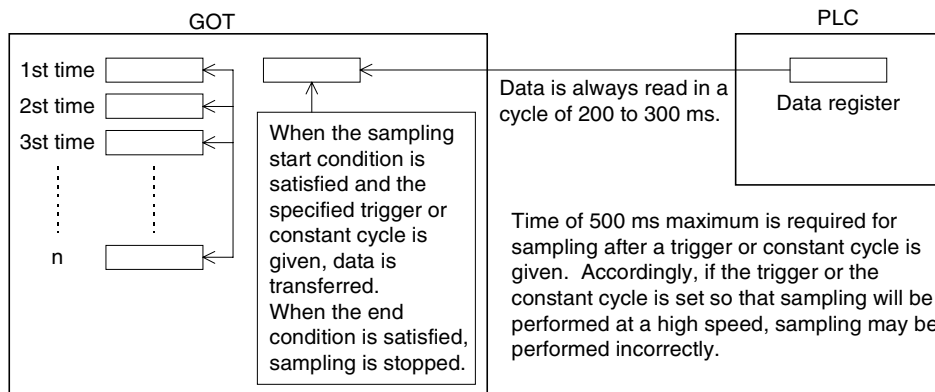 GOT
PLC
1st time
2st time
3st time
n
When the sampling
start condition is
satisfied and the
specified trigger or
constant cycle is
given, data is
transferred.
When the end
condition is satisfied,
sampling is stopped.
Data is always read in a
cycle of 200 to 300 ms.
Data register
Time of 500 ms maximum is required for
sampling after a trigger or constant cycle is
given. Accordingly, if the trigger or the
constant cycle is set so that sampling will be
performed at a high speed, sampling may be
performed incorrectly.